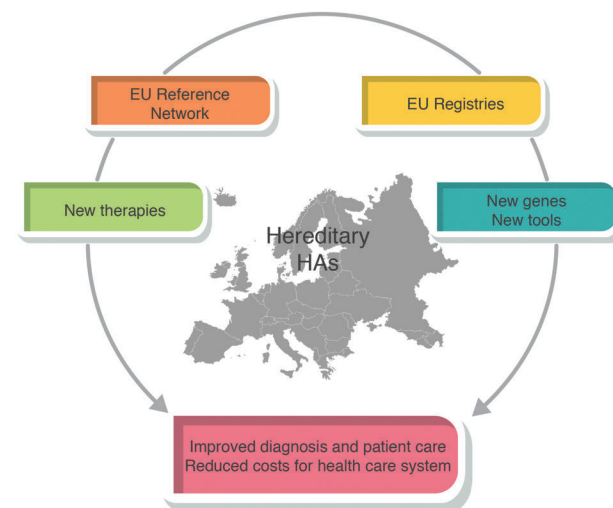 EU Reference
Network
EU Registries
New therapies
New genes
New tools
Hereditary
HAs
Improved diagnosis and patient care
Reduced costs for health care system